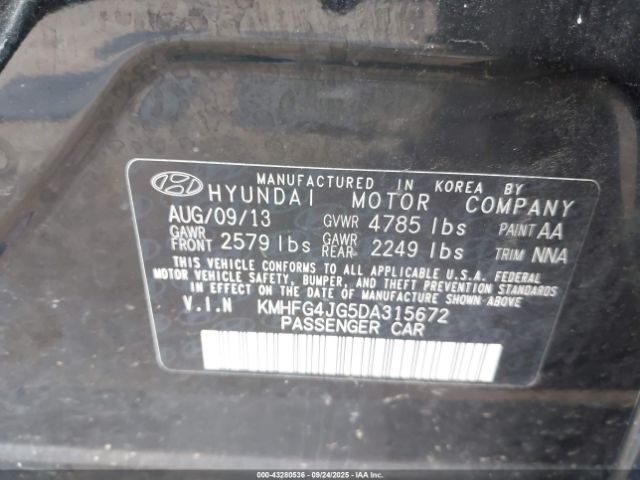 MANUFACTURED IN KOREA BY
HYUNDAI MOTOR COMPANY
AUG/09/13 GVWR 4785 lbs PAINT AA
GAWR FRONT 2579 lbs GAWR REAR 2249 lbs TRIM NNA
THIS VEHICLE CONFORMS TO ALL APPLICABLE U.S.A. FEDERAL
MOTOR VEHICLE SAFETY, BUMPER, AND THEFT PREVENTION
STANDARDS IN EFFECT ON THE DATE OF MANUFACTURE SHOWN ABOVE.
V.I.N KMHFG4JG5DA315672
PASSENGER CAR
000-43280536 - 09/24/2025 - COPYRIGHT IAA, LLC.